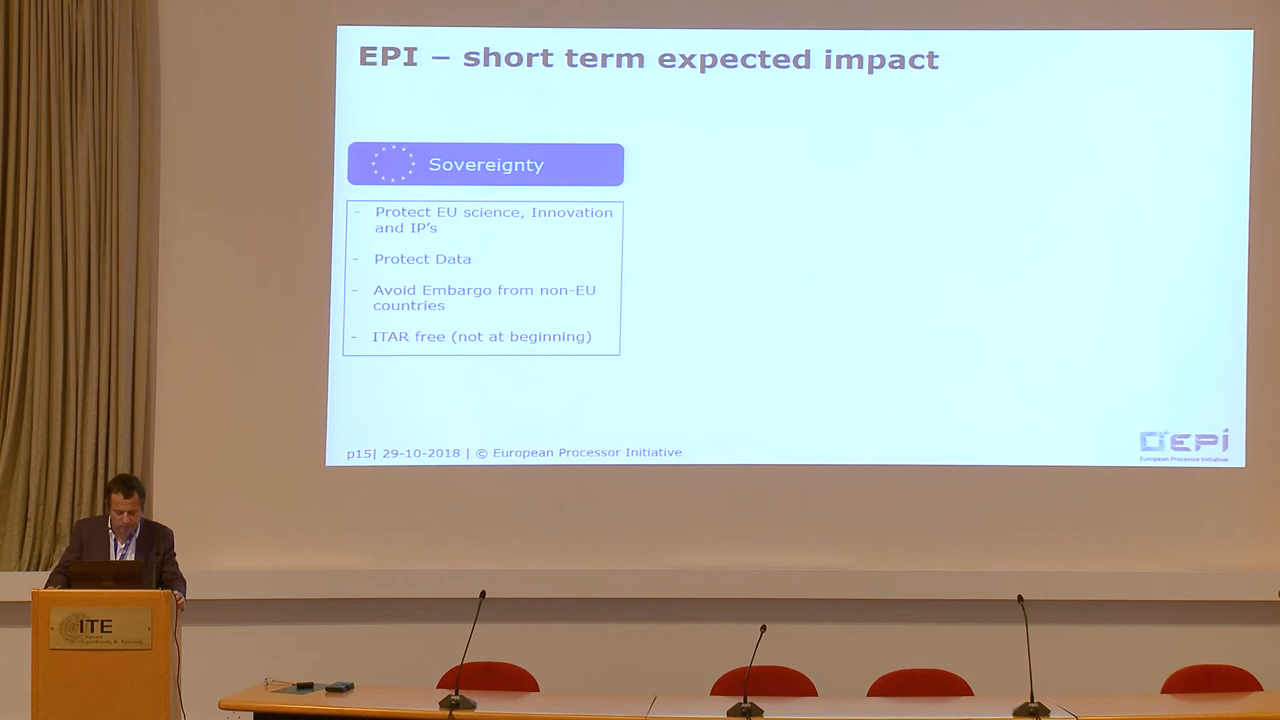 EPI – short term expected impact
Sovereignty
- Protect EU science, Innovation
and IP's
- Protect Data
- Avoid Embargo from non-EU
countries
- ITAR free (not at beginning)
p15| 29-10-2018 | © European Processor Initiative
EPI
European Processor Initiative
ITE